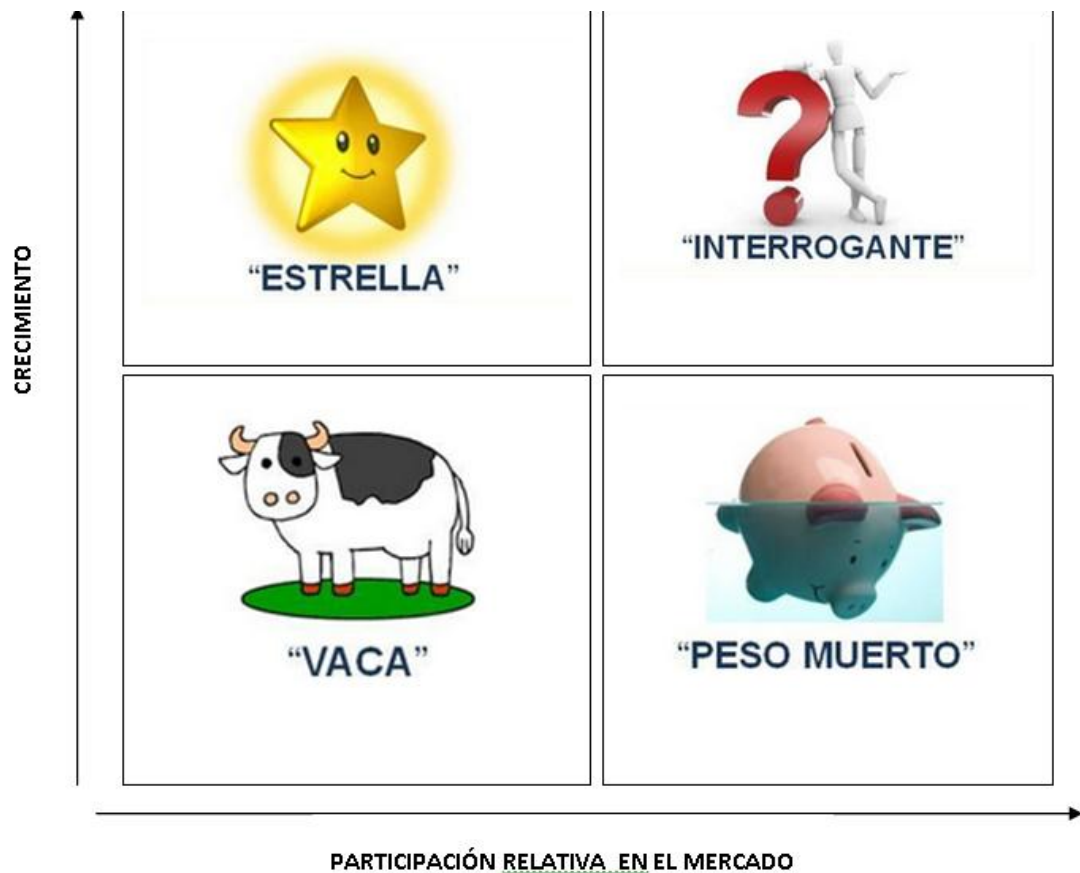 CRECIMIENTO
“ESTRELLA”
“INTERROGANTE”
“VACA”
“PESO MUERTO”
PARTICIPACIÓN RELATIVA EN EL MERCADO